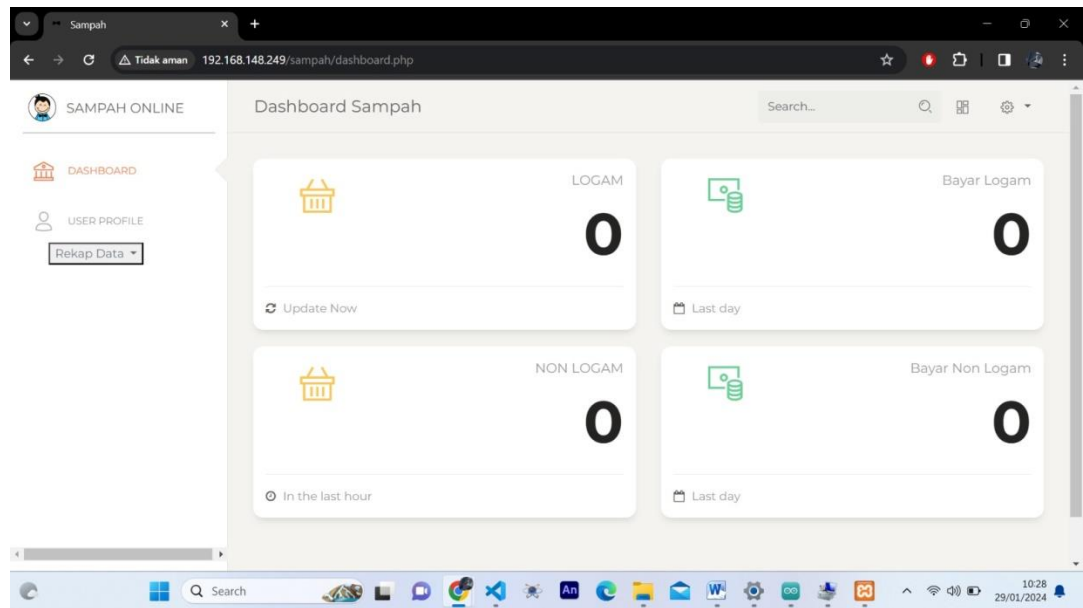 Sampah
Tidak aman 192.168.148.249/sampah/dashboard.php
SAMPAH ONLINE
Dashboard Sampah
Search...
DASHBOARD
USER PROFILE
Rekap Data
LOGAM
0
Update Now
Bayar Logam
0
Last day
NON LOGAM
0
In the last hour
Bayar Non Logam
0
Last day
Search
An
W
10:28
29/01/2024